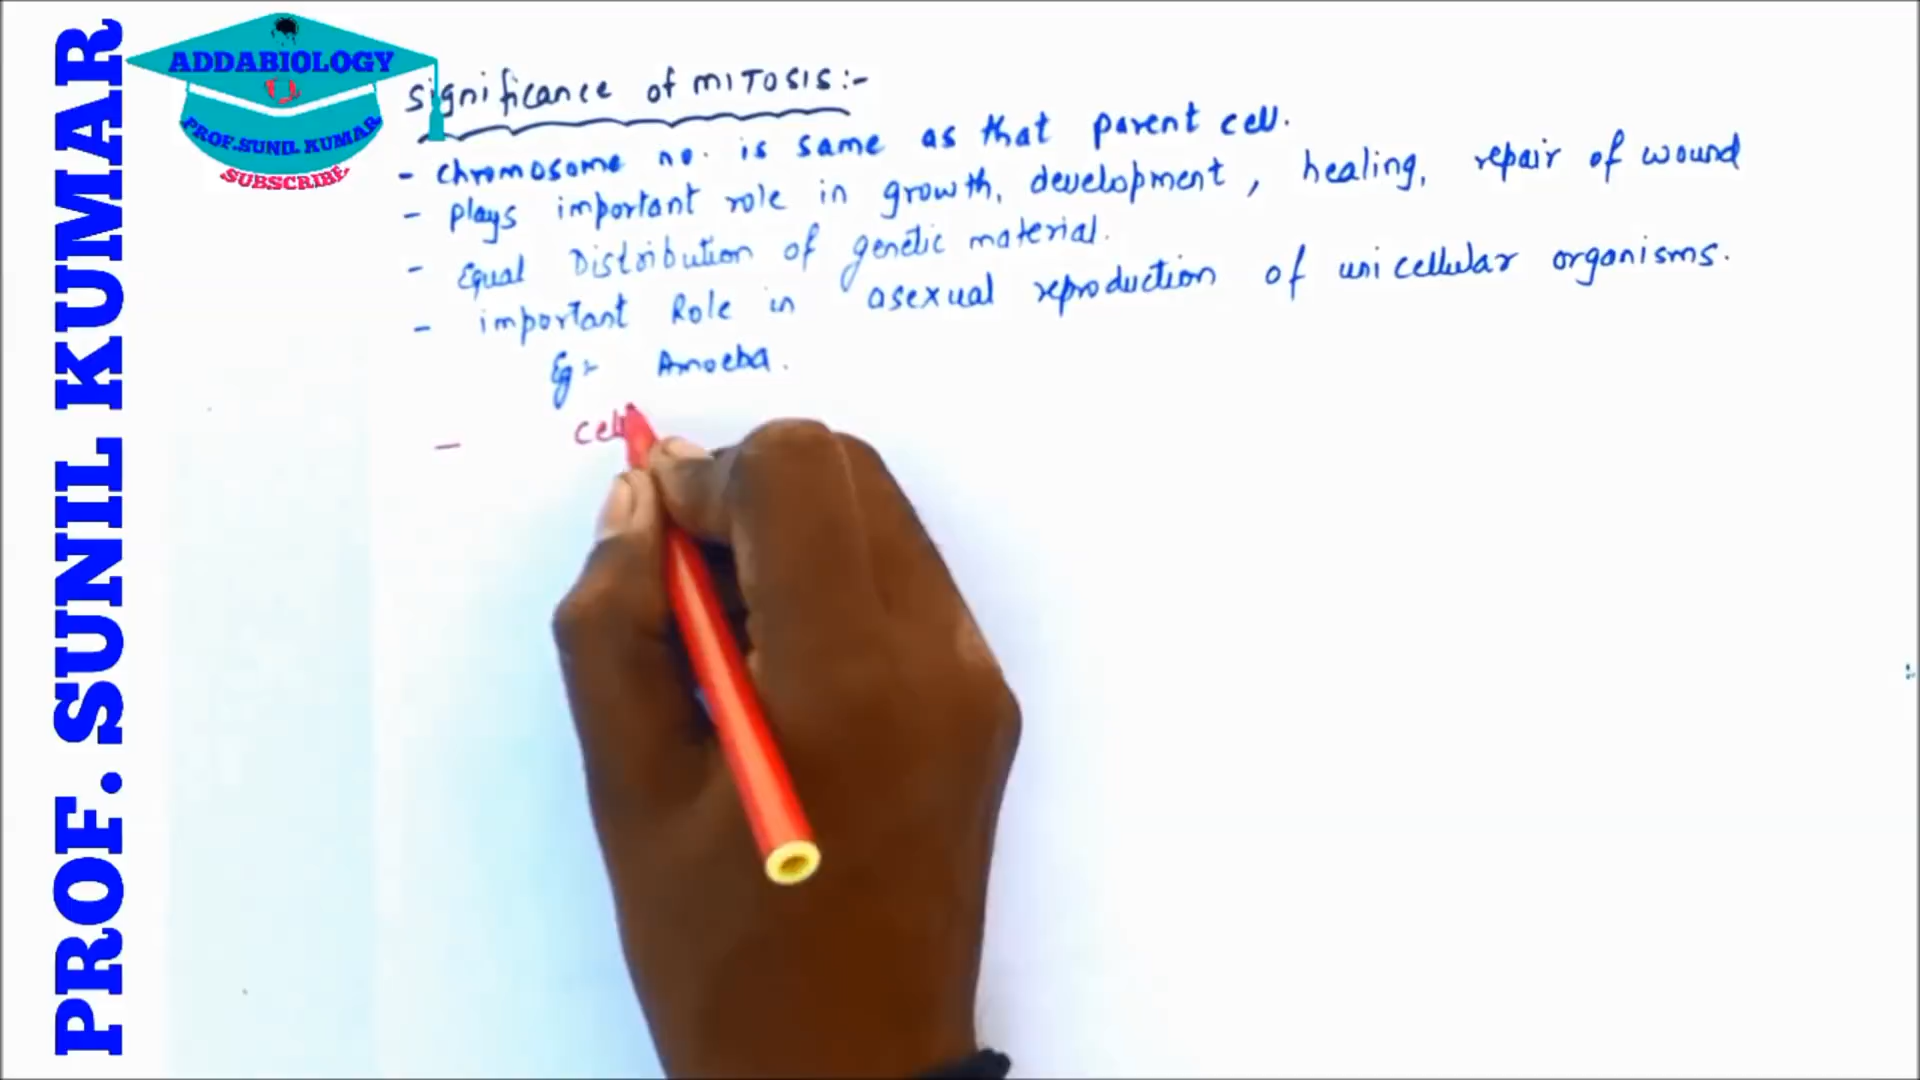 PROF. SUNIL KUMAR
ADDABIOLOGY
PROF.SUNIL KUMAR
SUBSCRIBE
significance of MITOSIS:-
- chromosome no. is same as that parent cell.
- plays important role in growth, development, healing, repair of wound
- Equal Distribution of genetic material.
- important Role in asexual reproduction of unicellular organisms.
Eg:- Amoeba.
- cell